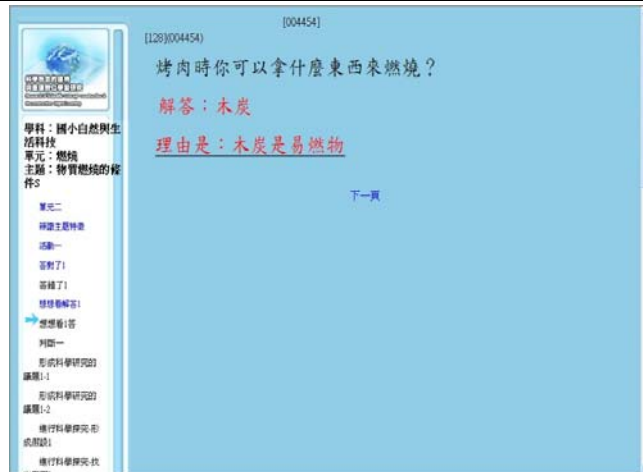 [004454]
[128](004454)
烤肉時你可以拿什麼東西來燃燒？
解答：木炭
理由是：木炭是易燃物
下一頁
學科：國小自然與生
活科技
單元：燃燒
主題：物質燃燒的條
件S
單元二
辨識主題特徵
活動一
答對了1
答錯了1
想想看解答1
想想看1答
判斷一
形成科學研究的
議題1-1
形成科學研究的
議題1-2
進行科學探究-形
成假設1
進行科學探究-找